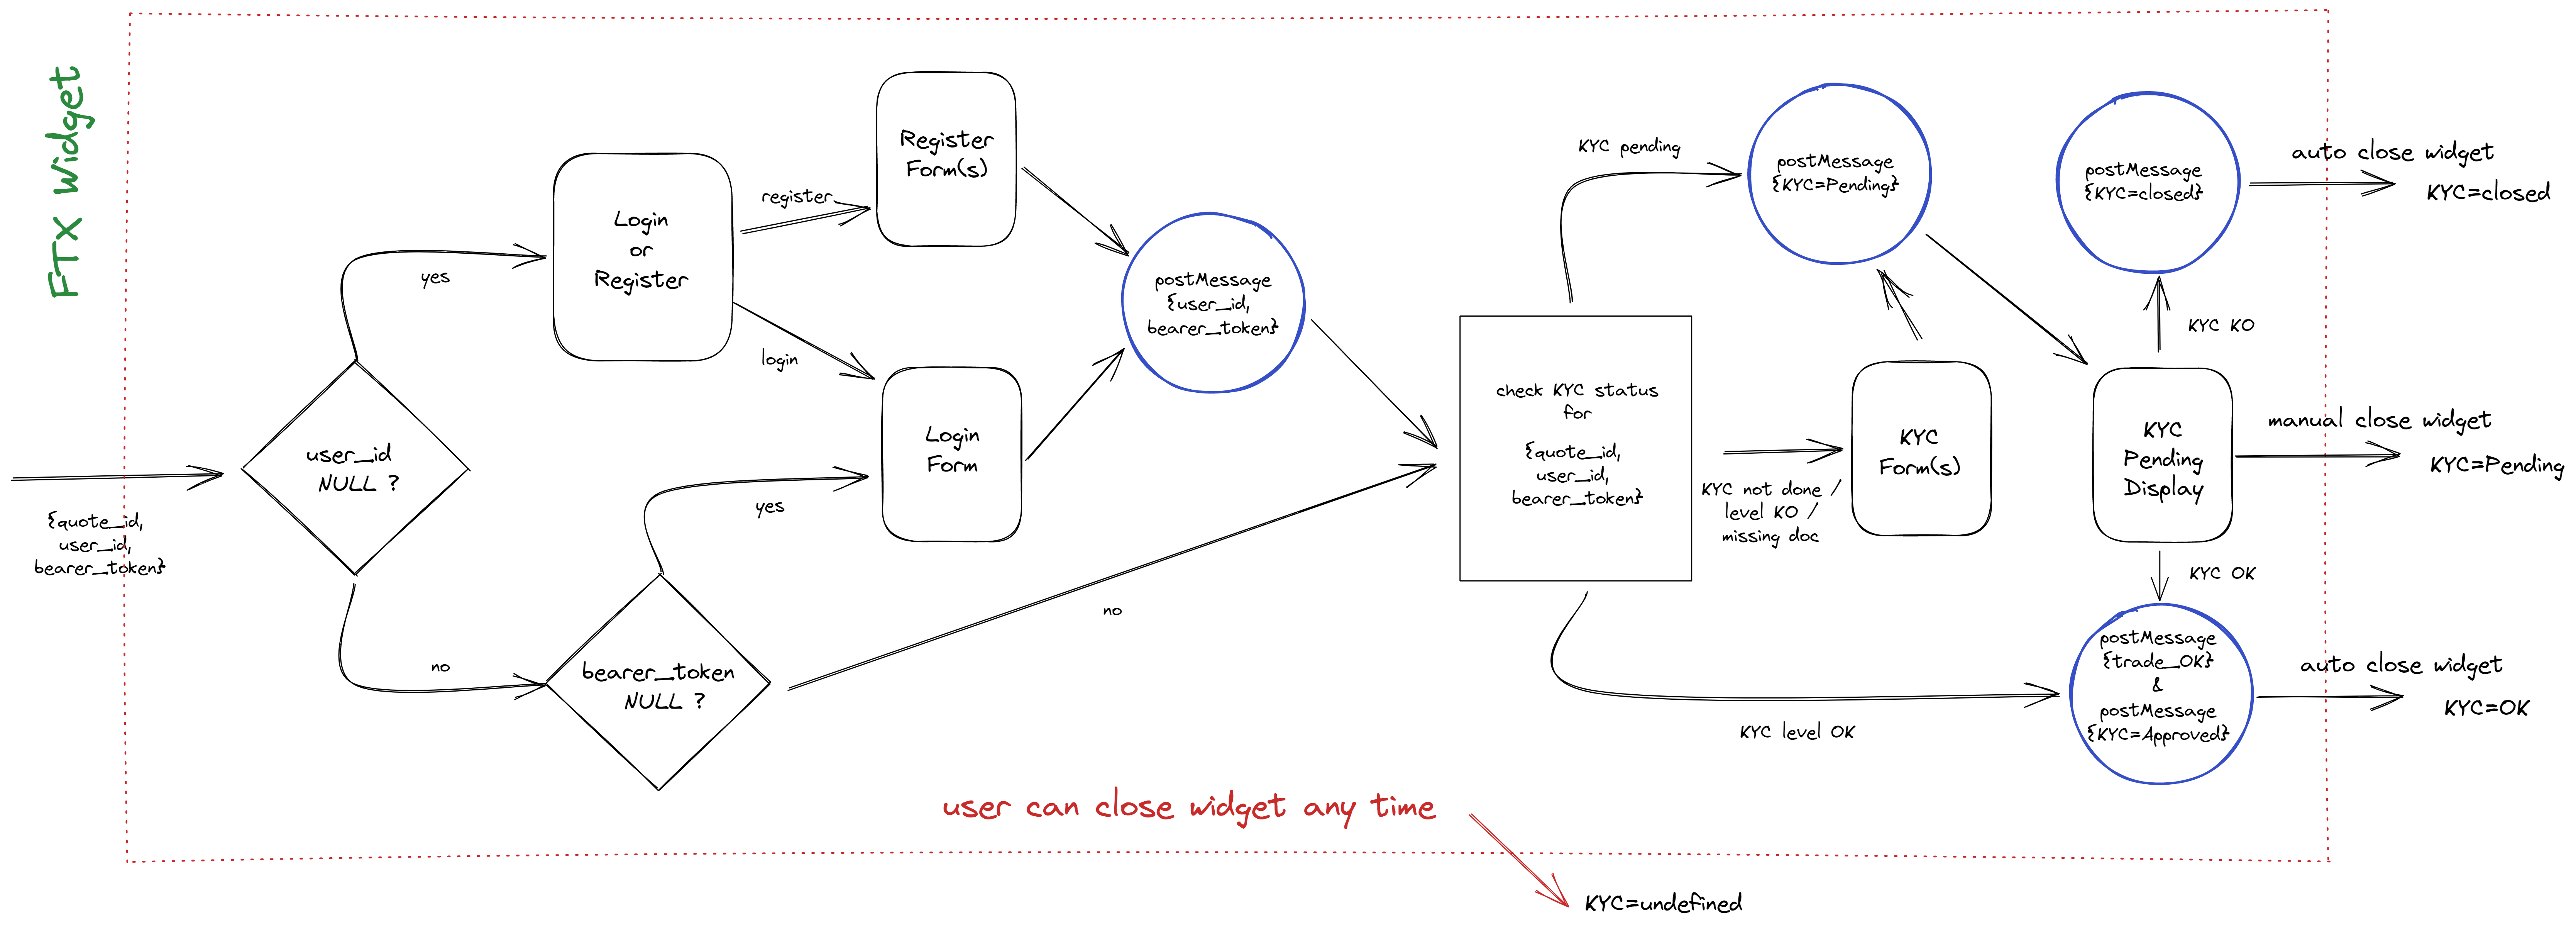 FTX Widget
{quote_id,
user_id,
bearer_token}
user_id
NULL ?
yes
no
Login
or
Register
register
login
Register
Form(s)
Login
Form
bearer_token
NULL ?
yes
no
postMessage
{user_id,
bearer_token}
check KYC status
for
{quote_id,
user_id,
bearer_token}
KYC pending
KYC not done /
level KO /
missing doc
KYC level OK
postMessage
{KYC=Pending}
KYC
Form(s)
postMessage
{KYC=closed}
KYC KO
KYC
Pending
Display
KYC OK
postMessage
{trade_OK}
&
postMessage
{KYC=Approved}
auto close widget
KYC=closed
manual close widget
KYC=Pending
auto close widget
KYC=OK
user can close widget any time
KYC=undefined